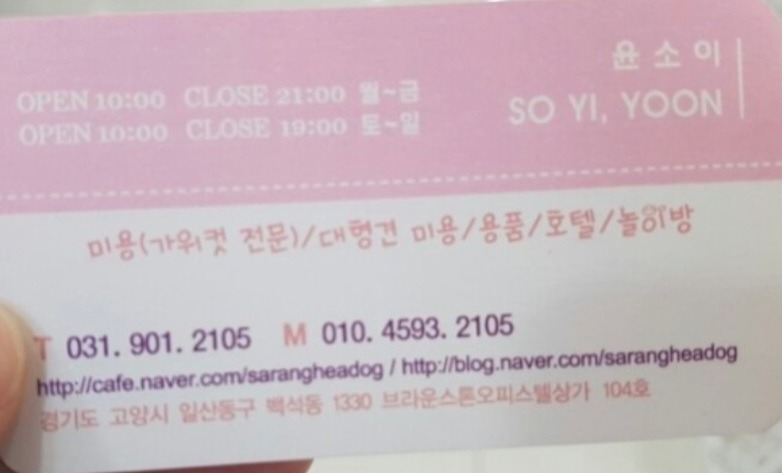 윤소이
SO YI, YOON
OPEN 10:00 CLOSE 21:00 월~금
OPEN 10:00 CLOSE 19:00 토~일
미용(가위컷 전문)/대형견 미용/용품/호텔/놀이방
T 031. 901. 2105 M 010. 4593. 2105
http://cafe.naver.com/sarangheadog / http://blog.naver.com/sarangheadog
경기도 고양시 일산동구 백석동 1330 브라운스톤오피스텔상가 104호